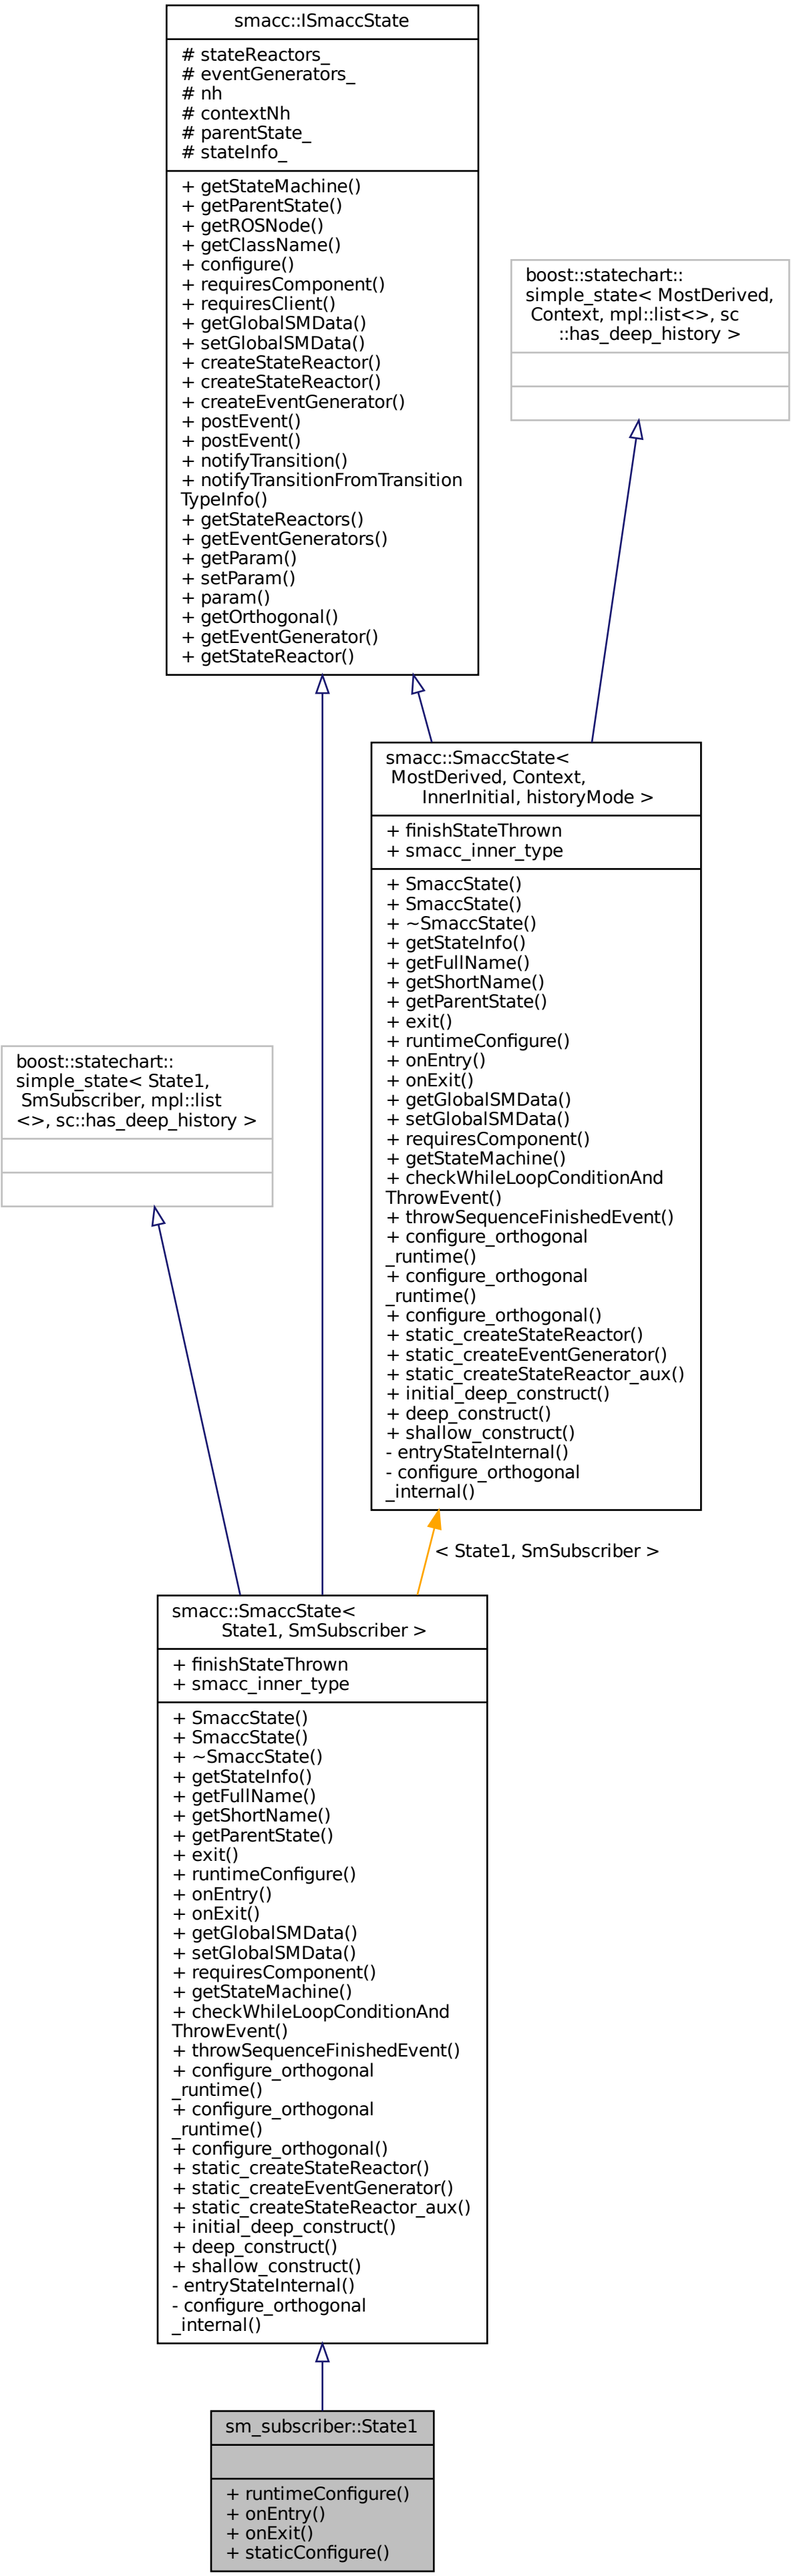 smacc::ISmaccState
# stateReactors_
# eventGenerators_
# nh
# contextNh
# parentState_
# stateInfo_
+ getStateMachine()
+ getParentState()
+ getROSNode()
+ getClassName()
+ configure()
+ requiresComponent()
+ requiresClient()
+ getGlobalSMData()
+ setGlobalSMData()
+ createStateReactor()
+ createStateReactor()
+ createEventGenerator()
+ postEvent()
+ postEvent()
+ notifyTransition()
+ notifyTransitionFromTransition
TypeInfo()
+ getStateReactors()
+ getEventGenerators()
+ getParam()
+ setParam()
+ param()
+ getOrthogonal()
+ getEventGenerator()
+ getStateReactor()
boost::statechart::
simple_state< MostDerived,
Context, mpl::list<>, sc
::has_deep_history >
smacc::SmaccState<
MostDerived, Context,
InnerInitial, historyMode >
+ finishStateThrown
+ smacc_inner_type
+ SmaccState()
+ SmaccState()
+ ~SmaccState()
+ getStateInfo()
+ getFullName()
+ getShortName()
+ getParentState()
+ exit()
+ runtimeConfigure()
+ onEntry()
+ onExit()
+ getGlobalSMData()
+ setGlobalSMData()
+ requiresComponent()
+ getStateMachine()
+ checkWhileLoopConditionAnd
ThrowEvent()
+ throwSequenceFinishedEvent()
+ configure_orthogonal
_runtime()
+ configure_orthogonal
_runtime()
+ configure_orthogonal()
+ static_createStateReactor()
+ static_createEventGenerator()
+ static_createStateReactor_aux()
+ initial_deep_construct()
+ deep_construct()
+ shallow_construct()
- entryStateInternal()
- configure_orthogonal
_internal()
boost::statechart::
simple_state< State1,
SmSubscriber, mpl::list
<>, sc::has_deep_history >
< State1, SmSubscriber >
smacc::SmaccState<
State1, SmSubscriber >
+ finishStateThrown
+ smacc_inner_type
+ SmaccState()
+ SmaccState()
+ ~SmaccState()
+ getStateInfo()
+ getFullName()
+ getShortName()
+ getParentState()
+ exit()
+ runtimeConfigure()
+ onEntry()
+ onExit()
+ getGlobalSMData()
+ setGlobalSMData()
+ requiresComponent()
+ getStateMachine()
+ checkWhileLoopConditionAnd
ThrowEvent()
+ throwSequenceFinishedEvent()
+ configure_orthogonal
_runtime()
+ configure_orthogonal
_runtime()
+ configure_orthogonal()
+ static_createStateReactor()
+ static_createEventGenerator()
+ static_createStateReactor_aux()
+ initial_deep_construct()
+ deep_construct()
+ shallow_construct()
- entryStateInternal()
- configure_orthogonal
_internal()
sm_subscriber::State1
+ runtimeConfigure()
+ onEntry()
+ onExit()
+ staticConfigure()